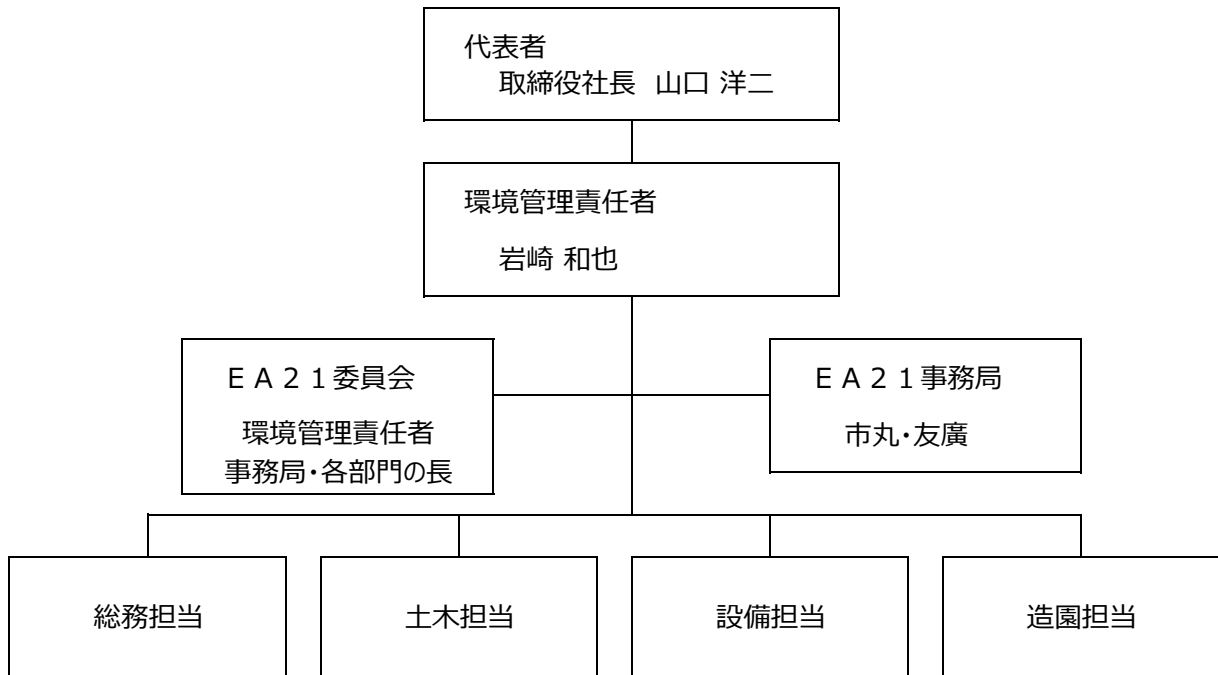 代表者
取締役社長 山口 洋二
環境管理責任者
岩崎 和也
ＥＡ２１委員会
環境管理責任者
事務局・各部門の長
ＥＡ２１事務局
市丸・友廣
総務担当
土木担当
設備担当
造園担当